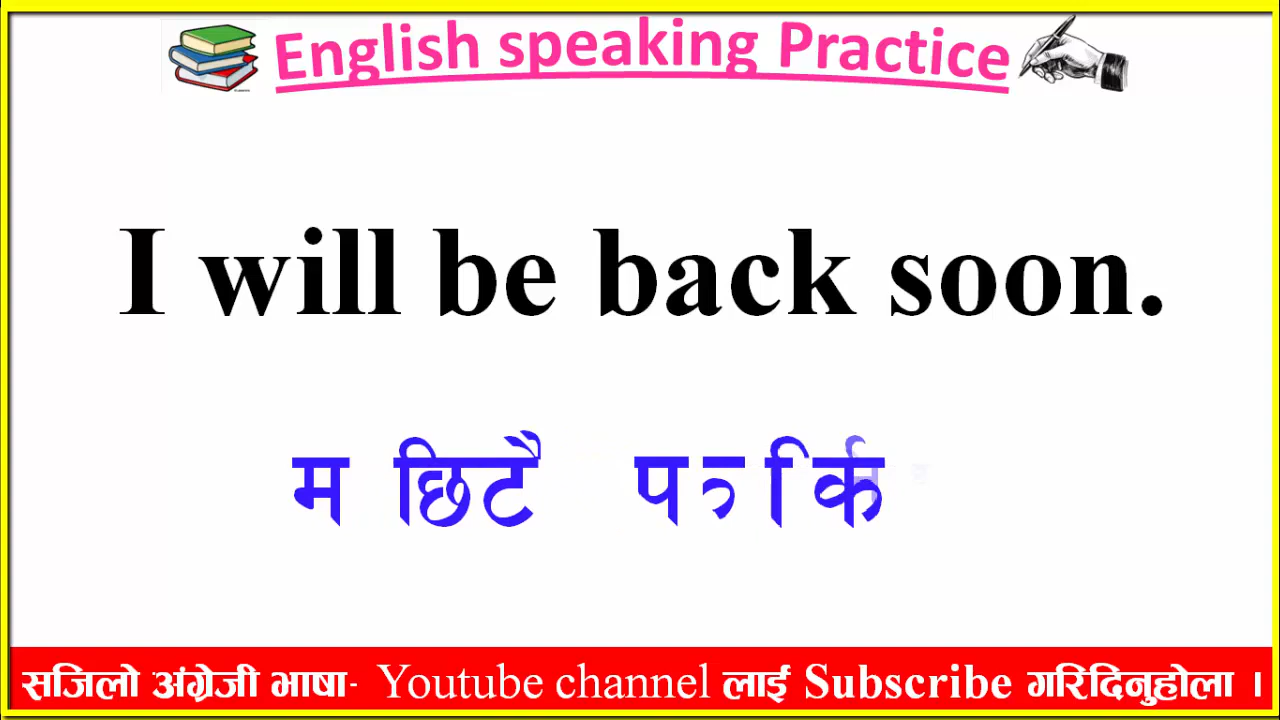 English speaking Practice
I will be back soon.
म छिटै
सजिलो अंग्रेजी भाषा- Youtube channel लाई Subscribe गरिदिनुहोला ।